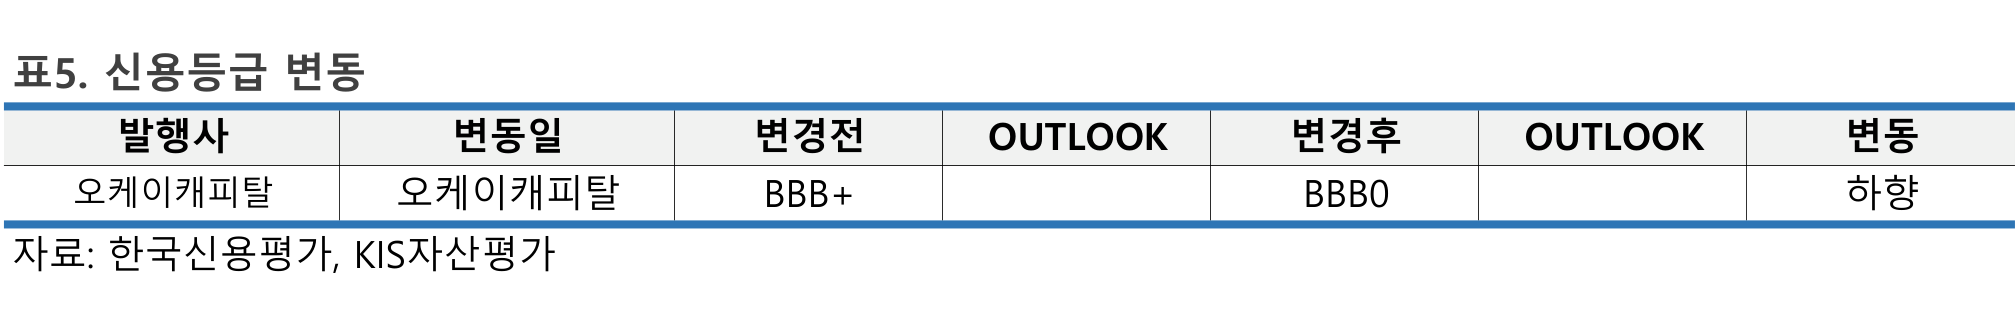 표5. 신용등급 변동
발행사 변동일 변경전 OUTLOOK 변경후 OUTLOOK 변동
오케이캐피탈 오케이캐피탈 BBB+ BBB0 하향
자료: 한국신용평가, KIS자산평가